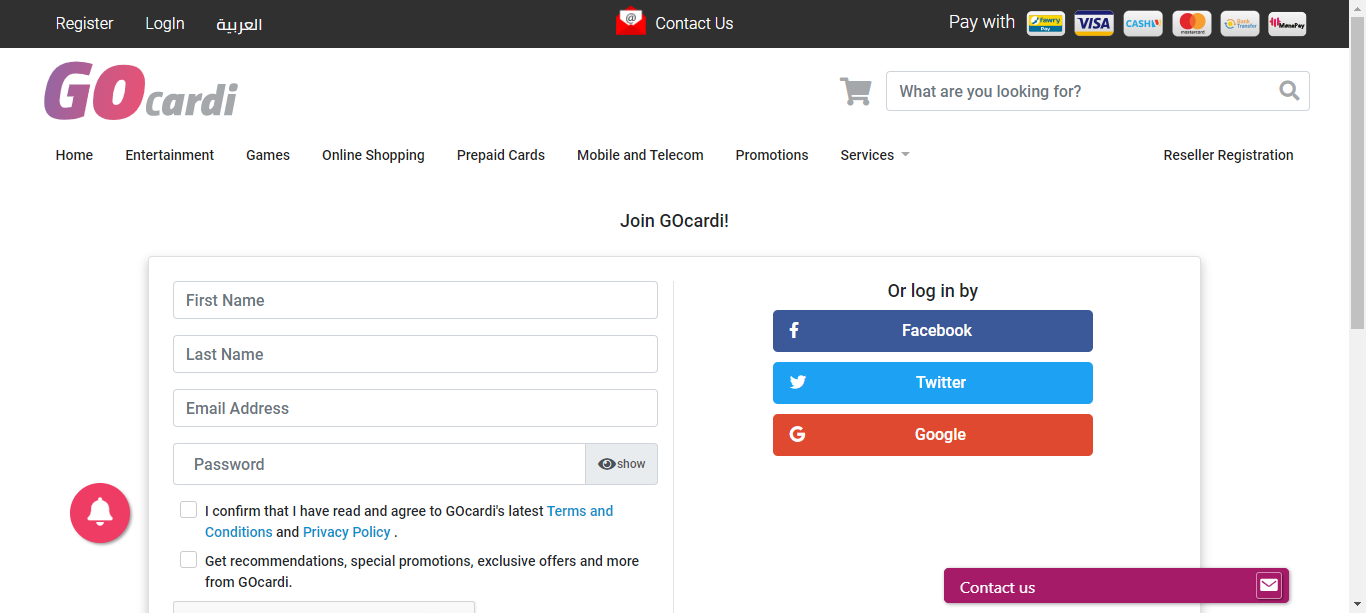 Register LogIn العربية Contact Us Pay with fawry Pay VISA CASHU mastercard Bank Transfer ManaPay
GOcardi What are you looking for?
Home Entertainment Games Online Shopping Prepaid Cards Mobile and Telecom Promotions Services Reseller Registration
Join GOcardi!
First Name
Last Name
Email Address
Password show
I confirm that I have read and agree to GOcardi's latest Terms and
Conditions and Privacy Policy .
Get recommendations, special promotions, exclusive offers and more
from GOcardi.
Or log in by
Facebook
Twitter
Google
Contact us